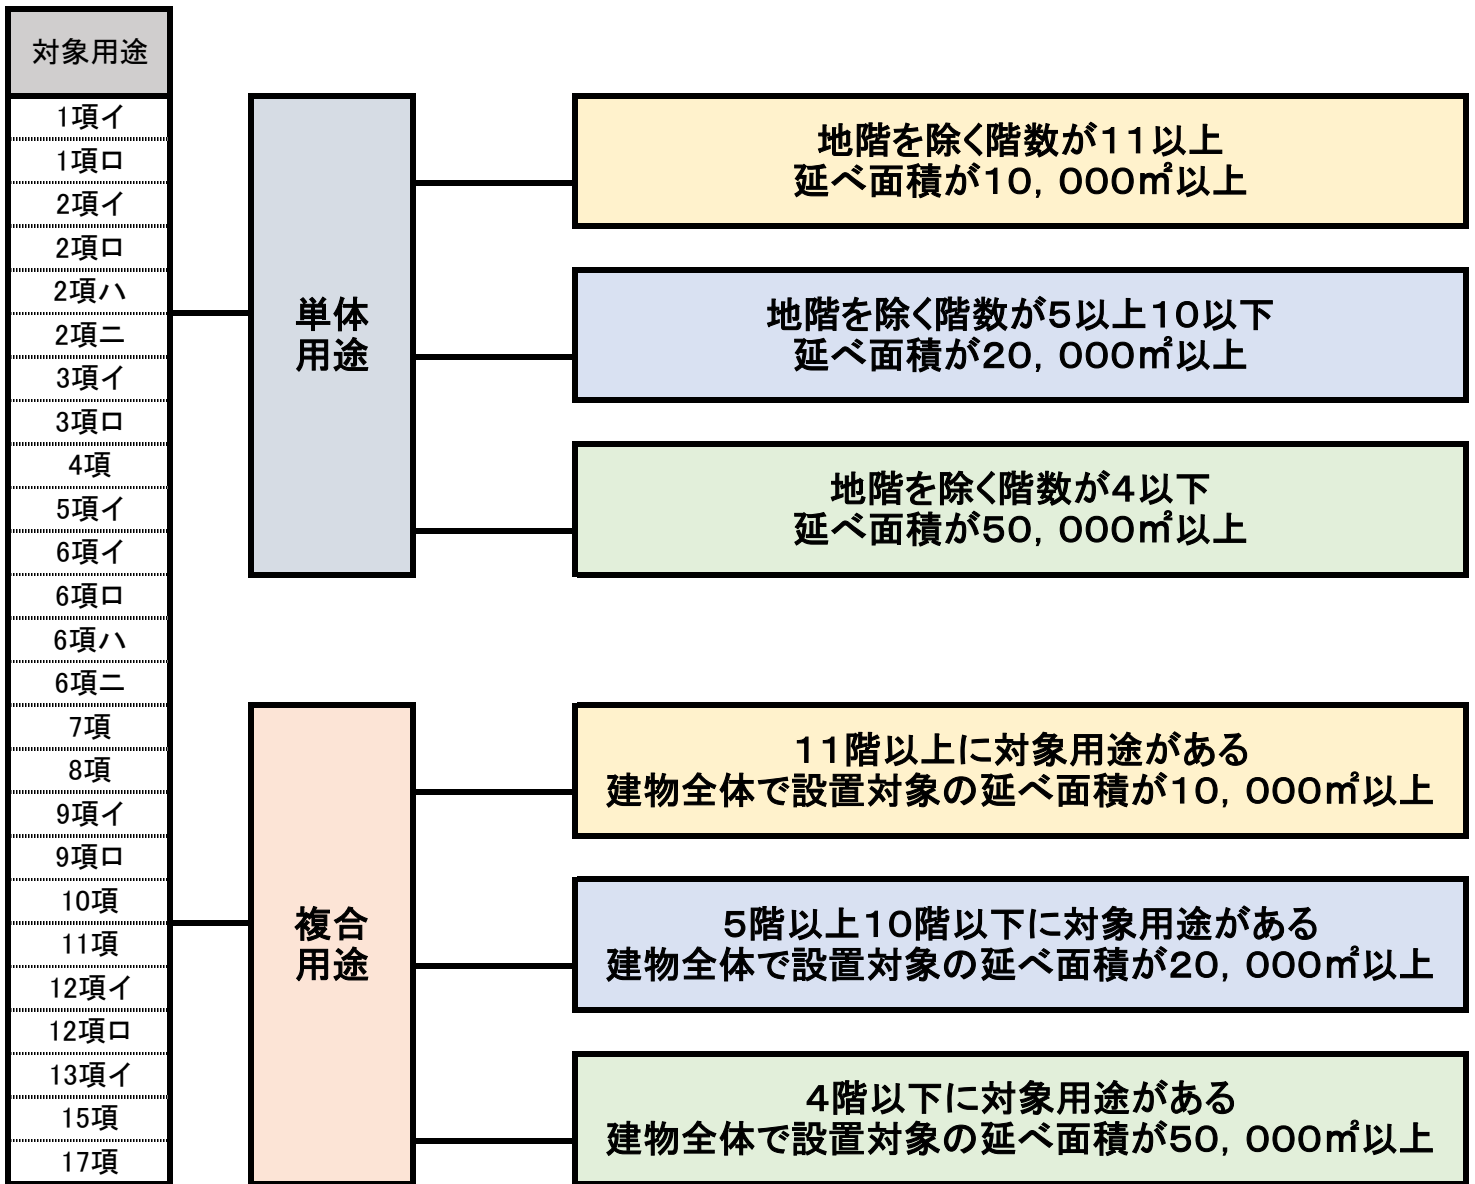 対象用途
1項イ
1項ロ
2項イ
2項ロ
2項ハ
2項ニ
3項イ
3項ロ
4項
5項イ
6項イ
6項ロ
6項ハ
6項ニ
7項
8項
9項イ
9項ロ
10項
11項
12項イ
12項ロ
13項イ
15項
17項
単体
用途
地階を除く階数が11以上
延べ面積が10,000㎡以上
地階を除く階数が5以上10以下
延べ面積が20,000㎡以上
地階を除く階数が4以下
延べ面積が50,000㎡以上
複合
用途
11階以上に対象用途がある
建物全体で設置対象の延べ面積が10,000㎡以上
5階以上10階以下に対象用途がある
建物全体で設置対象の延べ面積が20,000㎡以上
4階以下に対象用途がある
建物全体で設置対象の延べ面積が50,000㎡以上